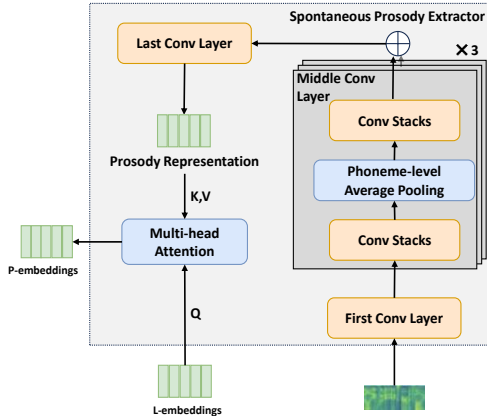 Spontaneous Prosody Extractor
Last Conv Layer
× 3
Middle Conv
Layer
Conv Stacks
Prosody Representation
Phoneme-level
Average Pooling
K,V
Multi-head
Attention
Conv Stacks
P-embeddings
Q
First Conv Layer
L-embeddings